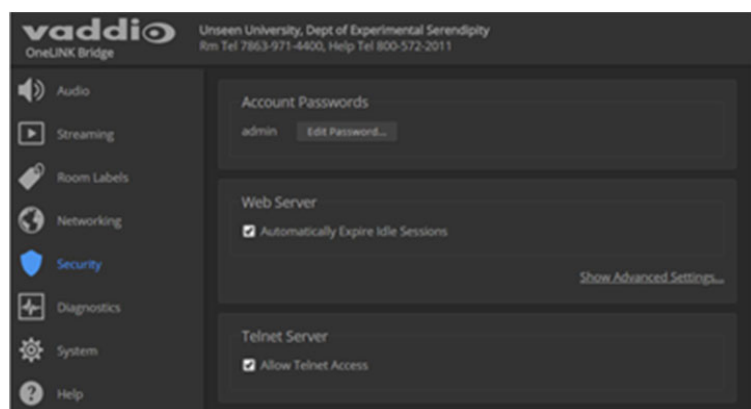 vaddio
OneLINK Bridge
Unseen University, Dept of Experimental Serendipity
Rm Tel 7863-971-4400, Help Tel 800-572-2011
Audio
Streaming
Room Labels
Networking
Security
Diagnostics
System
Help
Account Passwords
admin Edit Password...
Web Server
Automatically Expire Idle Sessions
Show Advanced Settings...
Telnet Server
Allow Telnet Access